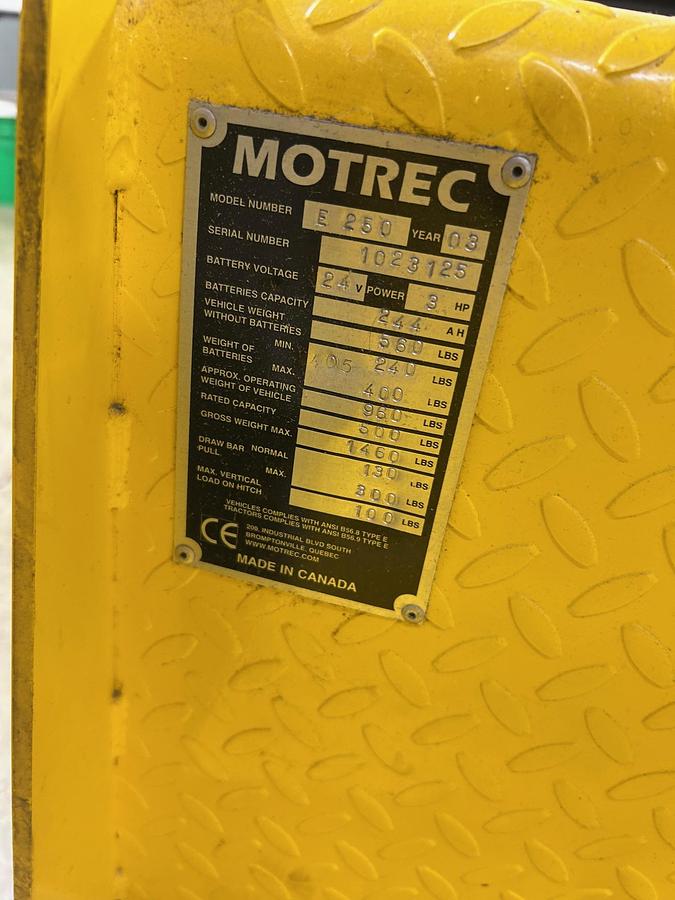 MOTREC
MODEL NUMBER E 250 YEAR 03
SERIAL NUMBER 1023125
BATTERY VOLTAGE 24 V POWER 3 HP
BATTERIES CAPACITY 244 AH
VEHICLE WEIGHT
WITHOUT BATTERIES 560 LBS
WEIGHT OF
BATTERIES MIN. 240 LBS
MAX. 405 400 LBS
APPROX. OPERATING
WEIGHT OF VEHICLE 960 LBS
RATED CAPACITY 500 LBS
GROSS WEIGHT MAX. 1460 LBS
DRAW BAR
PULL NORMAL 130 LBS
MAX. 300 LBS
MAX. VERTICAL
LOAD ON HITCH 100 LBS
VEHICLES COMPLIES WITH ANSI B56.8 TYPE E
TRACTORS COMPLIES WITH ANSI B56.9 TYPE E
CE
200, INDUSTRIAL BLVD SOUTH
BROMPTONVILLE, QUEBEC
WWW.MOTREC.COM
MADE IN CANADA